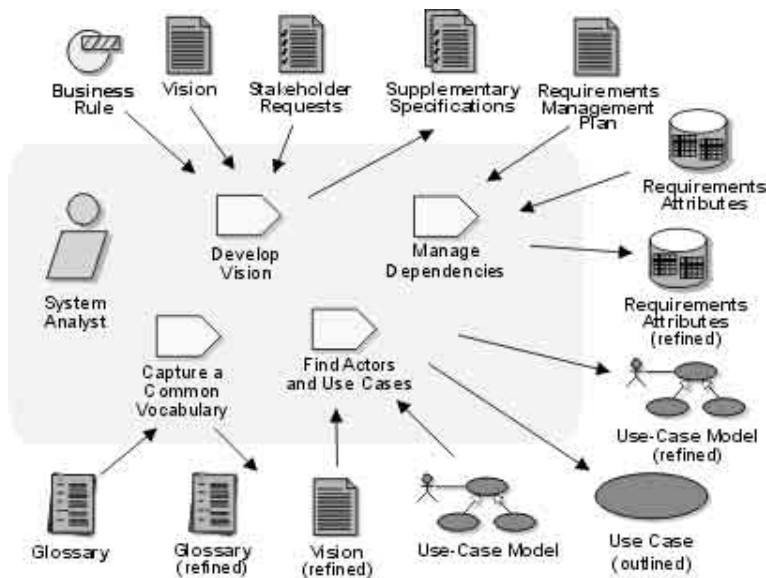 Business
Rule
Vision
Stakeholder
Requests
Supplementary
Specifications
Requirements
Management
Plan
Requirements
Attributes
System
Analyst
Develop
Vision
Manage
Dependencies
Requirements
Attributes
(refined)
Capture a
Common
Vocabulary
Find Actors
and Use Cases
Use-Case Model
(refined)
Glossary
Glossary
(refined)
Vision
(refined)
Use-Case Model
Use Case
(outlined)